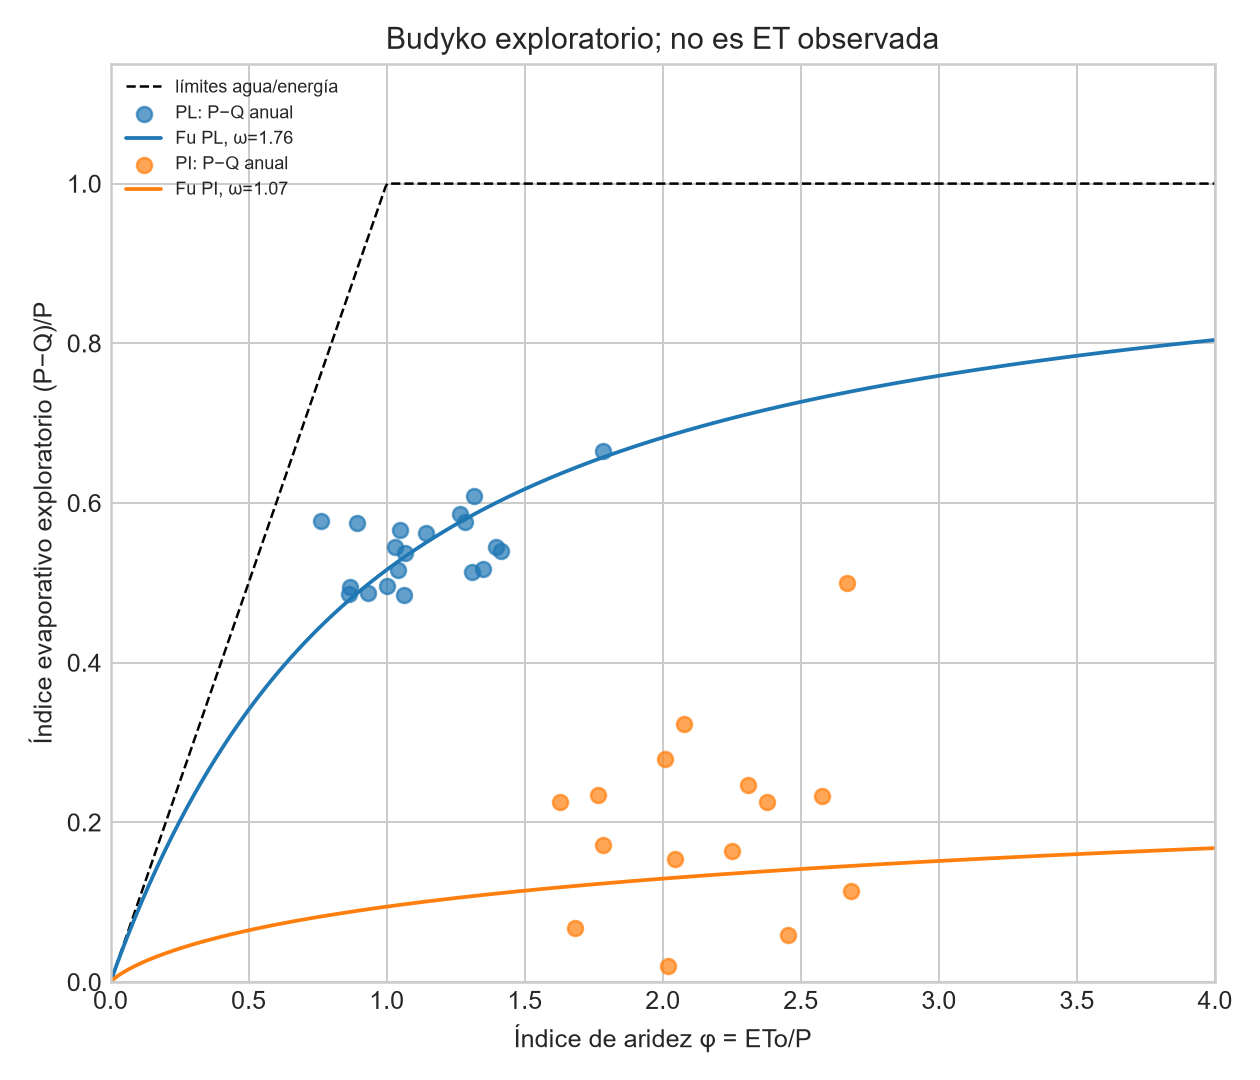 Budyko exploratorio; no es ET observada
límites agua/energía
PL: P−Q anual
Fu PL, ω=1.76
PI: P−Q anual
Fu PI, ω=1.07
Índice evaporativo exploratorio (P−Q)/P
1.0
0.8
0.6
0.4
0.2
0.0
0.0 0.5 1.0 1.5 2.0 2.5 3.0 3.5 4.0
Índice de aridez φ = ETo/P